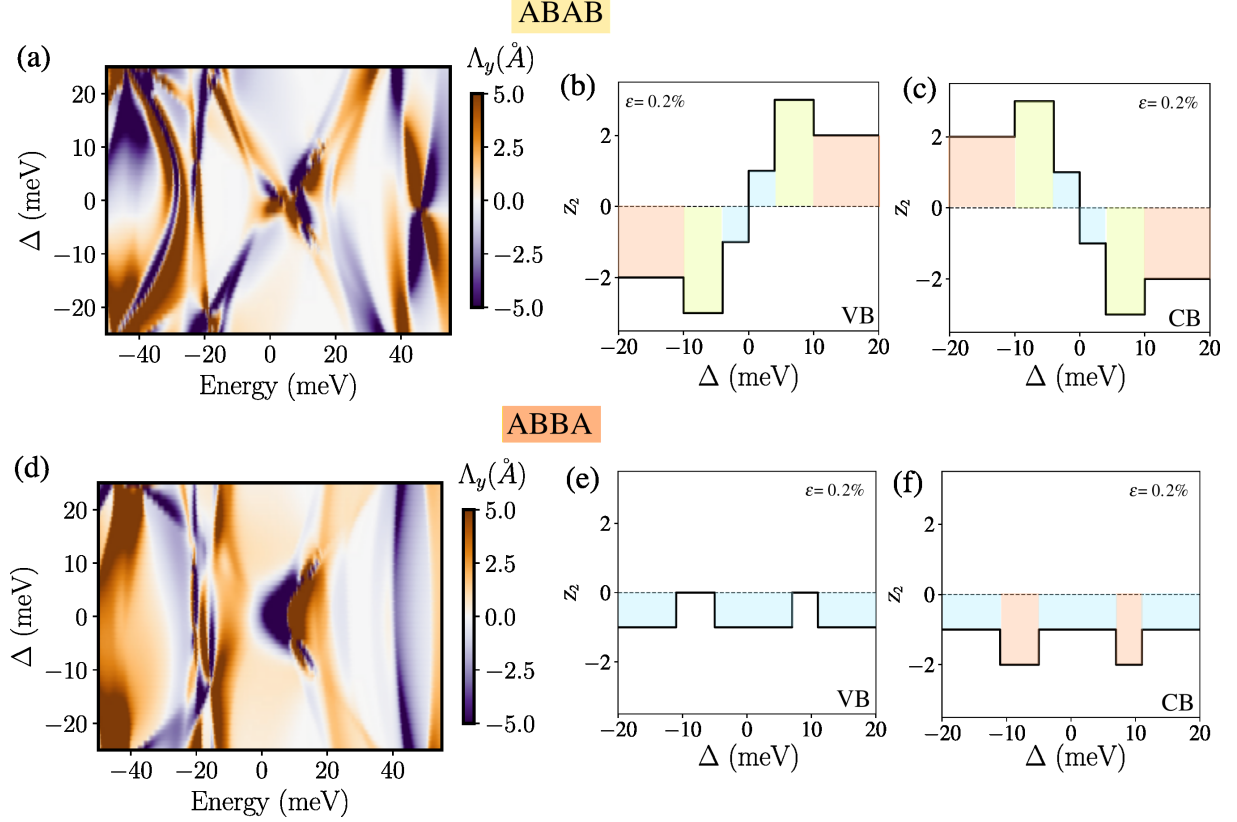 ABAB
(a)
Λy(Å)
5.0
2.5
0.0
−2.5
−5.0
20
10
0
−10
−20
Δ (meV)
−40 −20 0 20 40
Energy (meV)
(b)
ε= 0.2%
2
0
−2
z₂
VB
−20 −10 0 10 20
Δ (meV)
(c)
ε= 0.2%
2
0
−2
z₂
CB
−20 −10 0 10 20
Δ (meV)
ABBA
(d)
Λy(Å)
5.0
2.5
0.0
−2.5
−5.0
20
10
0
−10
−20
Δ (meV)
−40 −20 0 20 40
Energy (meV)
(e)
ε= 0.2%
2
0
−2
z₂
VB
−20 −10 0 10 20
Δ (meV)
(f)
ε= 0.2%
2
0
−2
z₂
CB
−20 −10 0 10 20
Δ (meV)